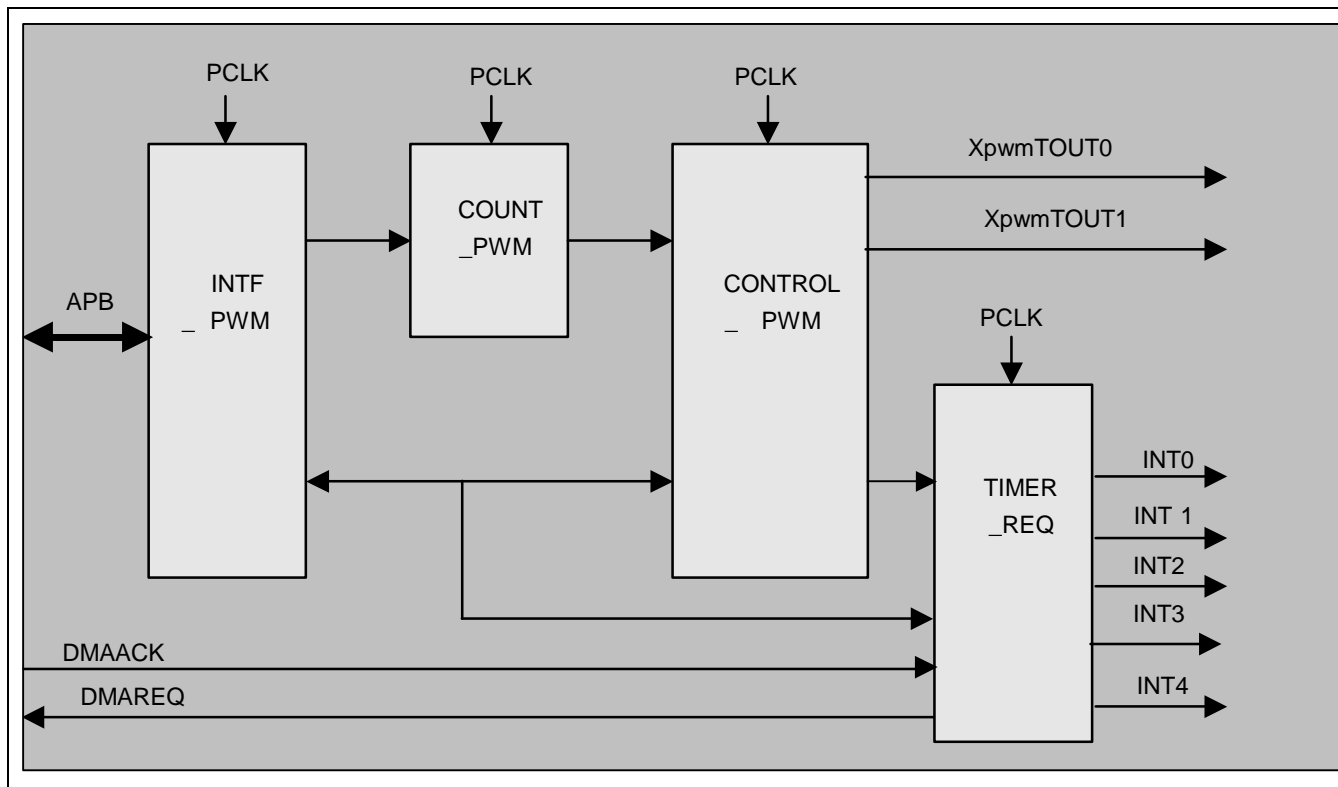 PCLK
PCLK
PCLK
XpwmTOUT0
XpwmTOUT1
COUNT
_PWM
INTF
_ PWM
CONTROL
_ PWM
APB
PCLK
TIMER
_REQ
INT0
INT 1
INT2
INT3
INT4
DMAACK
DMAREQ